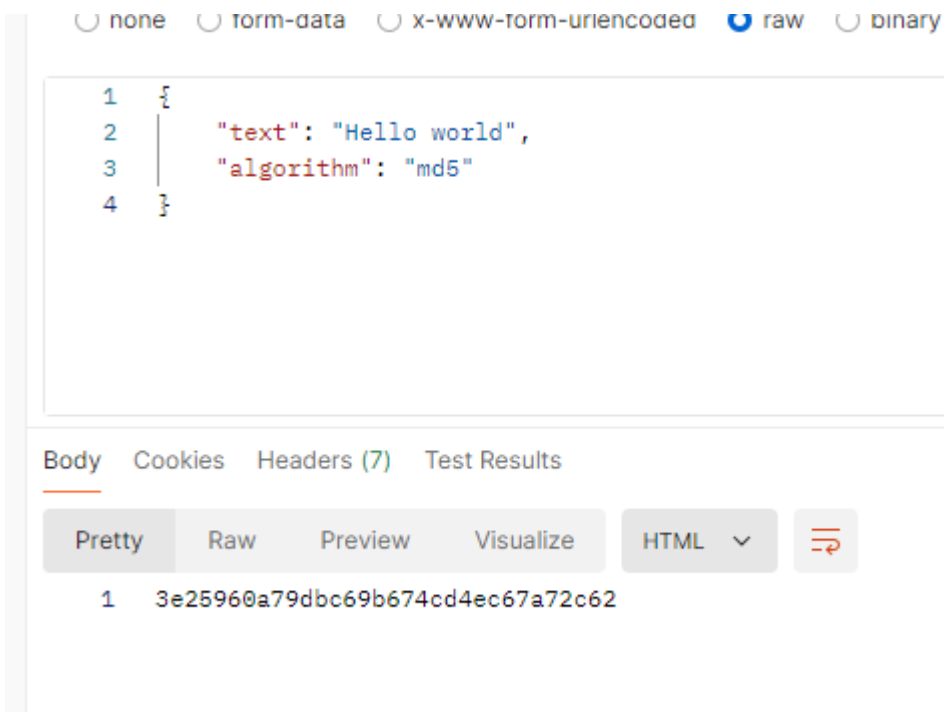 none form-data x-www-form-urlencoded raw binary
1 {
2 "text": "Hello world",
3 "algorithm": "md5"
4 }
Body Cookies Headers (7) Test Results
Pretty Raw Preview Visualize HTML
1 3e25960a79dbc69b674cd4ec67a72c62